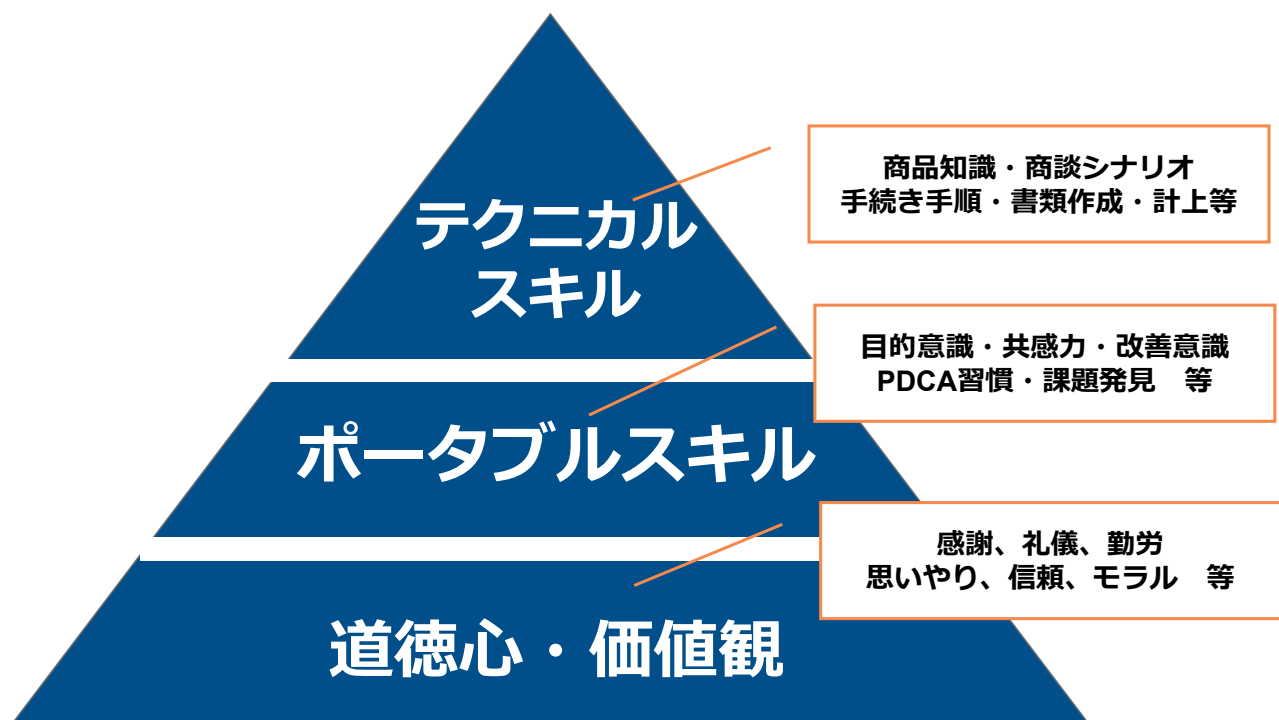 テクニカル
スキル
商品知識・商談シナリオ
手続き手順・書類作成・計上等
ポータブルスキル
目的意識・共感力・改善意識
PDCA習慣・課題発見　等
道徳心・価値観
感謝、礼儀、勤労
思いやり、信頼、モラル　等